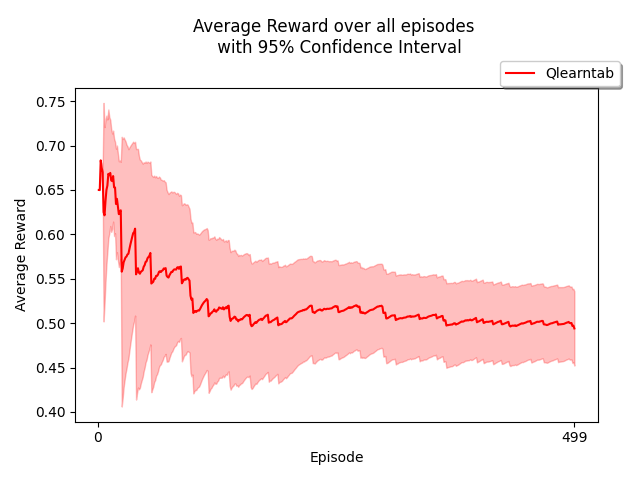 Average Reward over all episodes
with 95% Confidence Interval
Qlearntab
0.75
0.70
0.65
0.60
0.55
0.50
0.45
0.40
Average Reward
0
499
Episode